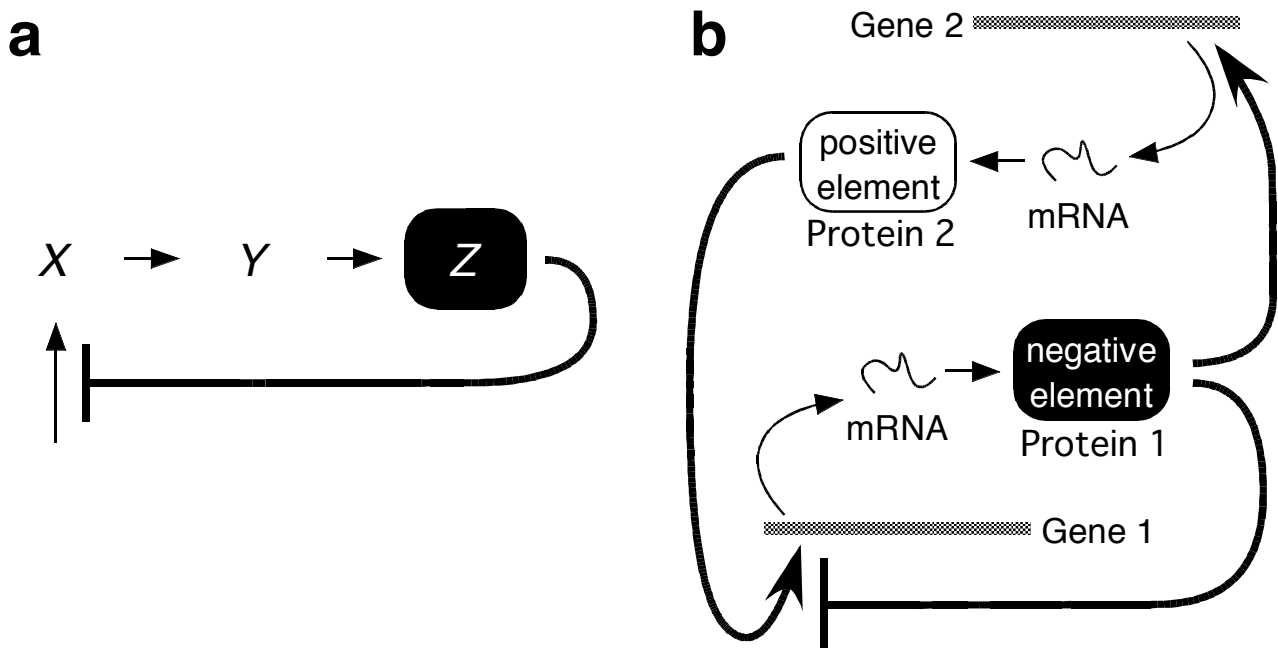 a
X
Y
Z
b
Gene 2
positive
element
Protein 2
mRNA
negative
element
Protein 1
mRNA
Gene 1